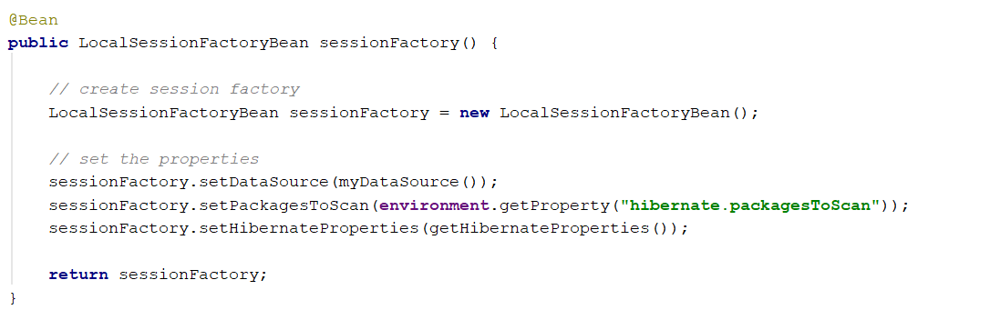 @Bean
public LocalSessionFactoryBean sessionFactory() {
// create session factory
LocalSessionFactoryBean sessionFactory = new LocalSessionFactoryBean();
// set the properties
sessionFactory.setDataSource(myDataSource());
sessionFactory.setPackagesToScan(environment.getProperty("hibernate.packagesToScan"));
sessionFactory.setHibernateProperties(getHibernateProperties());
return sessionFactory;
}